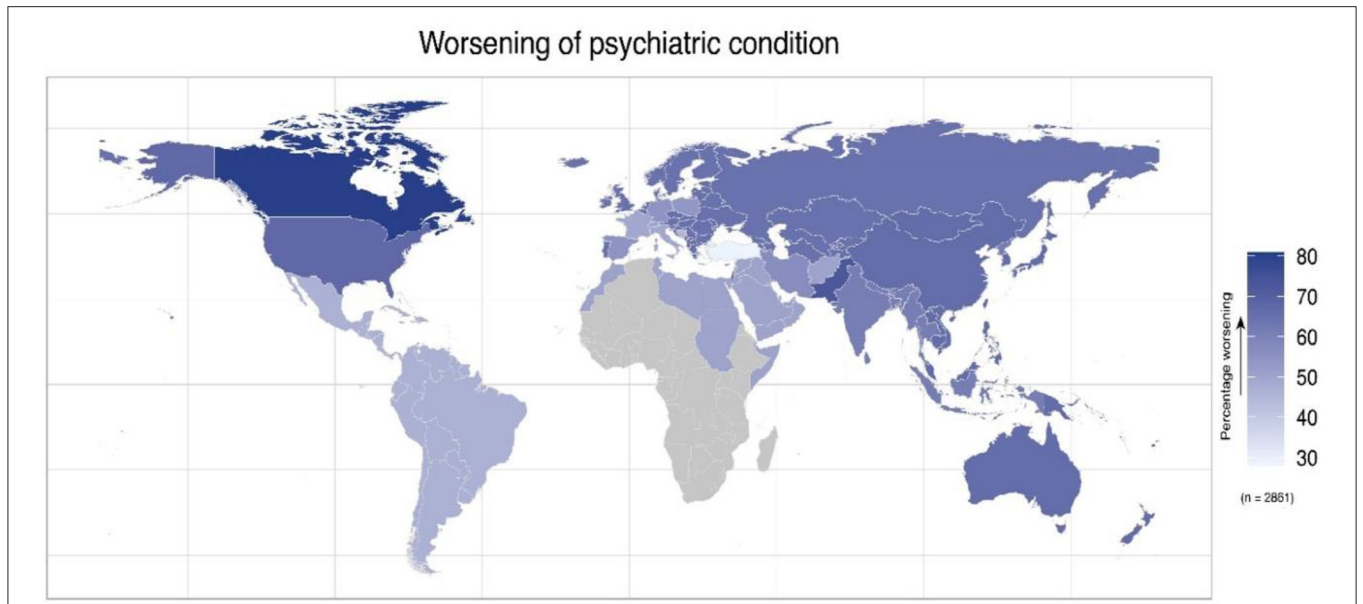 Worsening of psychiatric condition
Percentage worsening
80
70
60
50
40
30
(n = 2861)